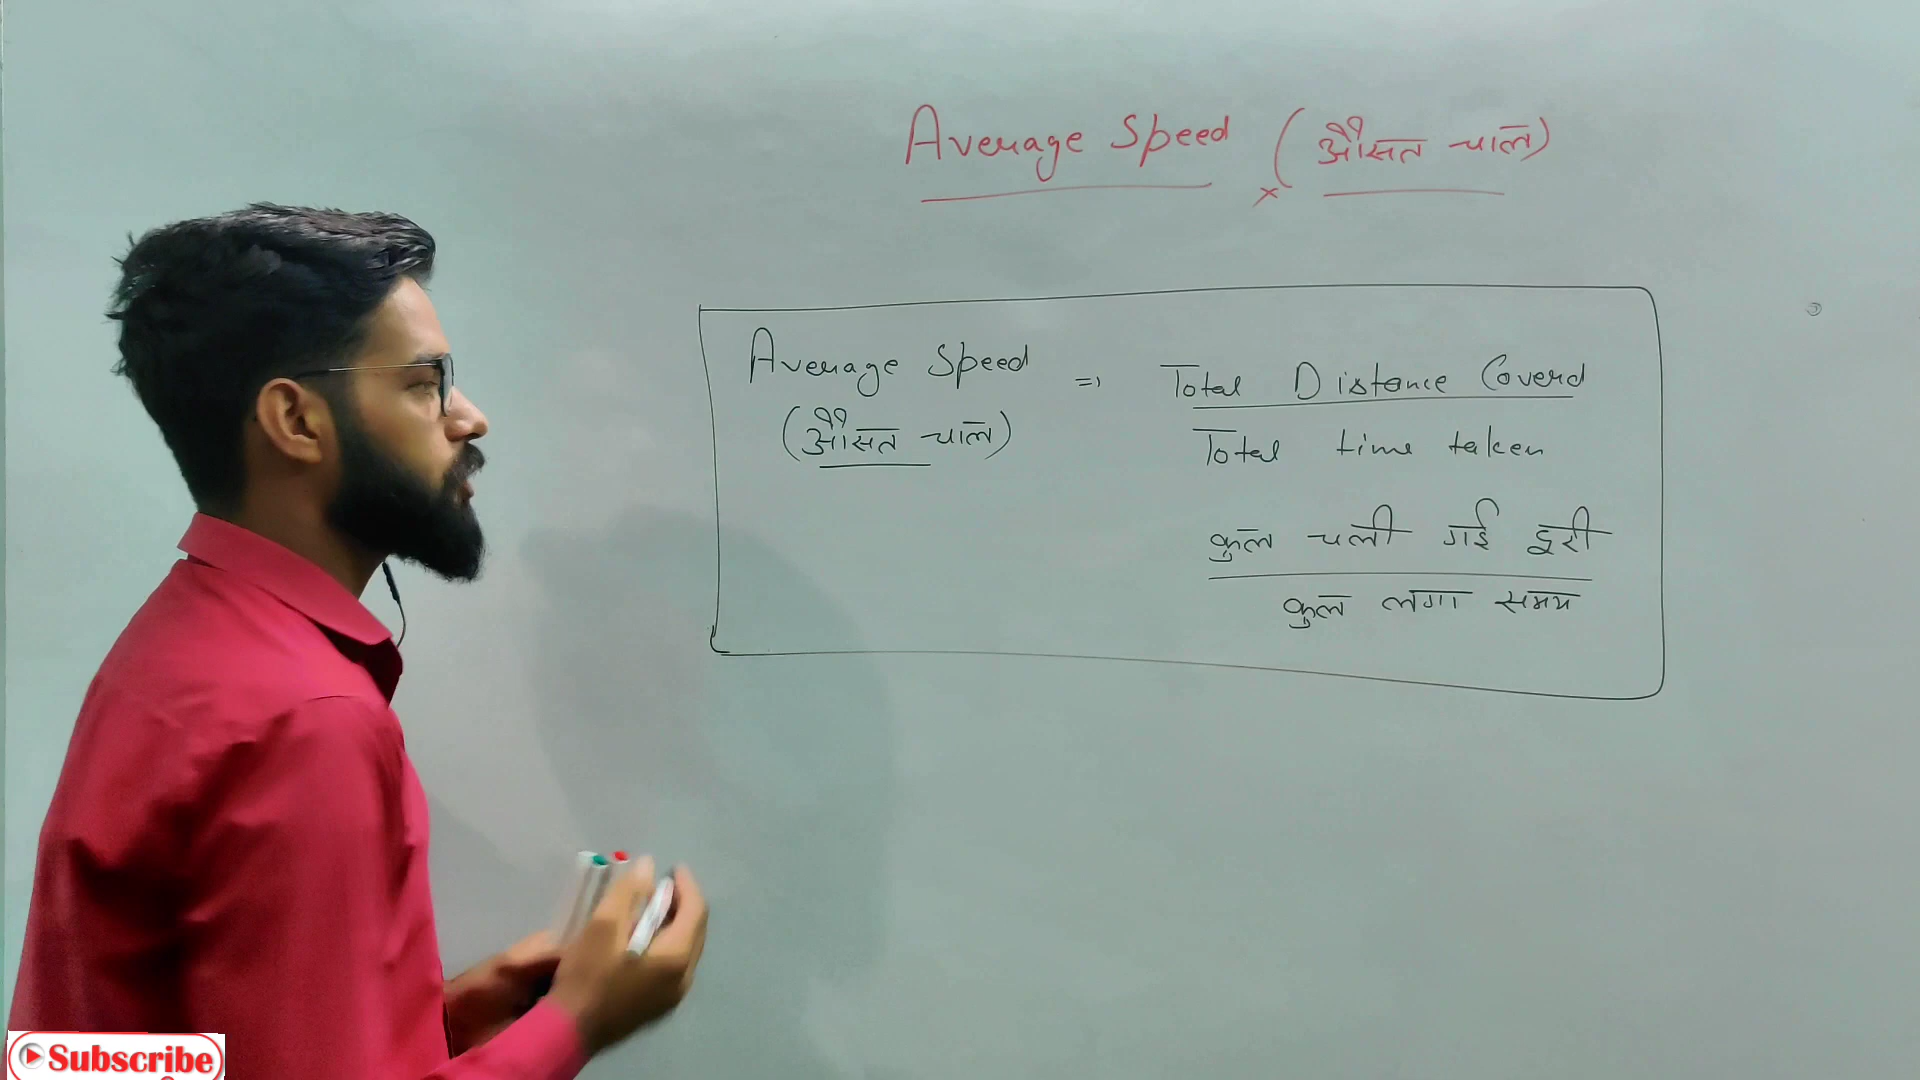 Average Speed (औसत चाल)
Average Speed => Total Distance Coverd
(औसत चाल) Total time taken
कुल चली गई दूरी
कुल लगा समय
Subscribe